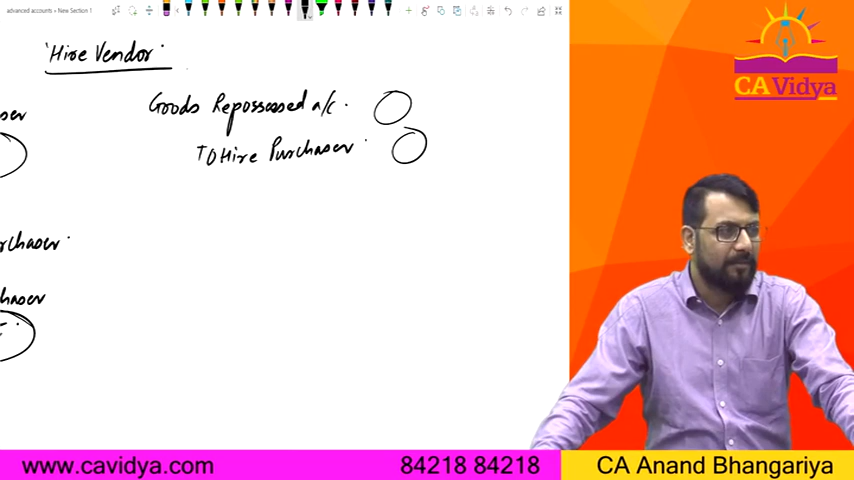 advanced accounts > New Section 1
'Hire Vendor'
Goods Repossessed a/c.
To Hire Purchaser
CA Vidya
www.cavidya.com
84218 84218
CA Anand Bhangariya